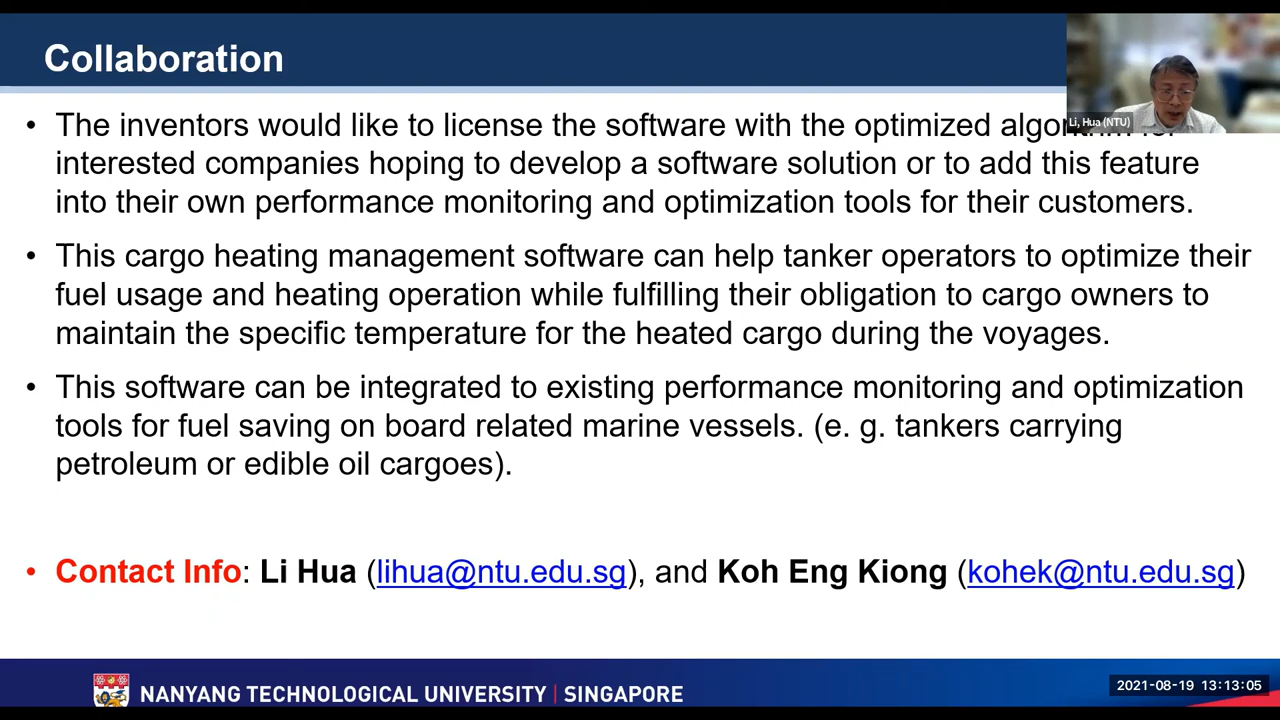 Collaboration
Li, Hua (NTU)
• The inventors would like to license the software with the optimized algorithm for
interested companies hoping to develop a software solution or to add this feature
into their own performance monitoring and optimization tools for their customers.
• This cargo heating management software can help tanker operators to optimize their
fuel usage and heating operation while fulfilling their obligation to cargo owners to
maintain the specific temperature for the heated cargo during the voyages.
• This software can be integrated to existing performance monitoring and optimization
tools for fuel saving on board related marine vessels. (e. g. tankers carrying
petroleum or edible oil cargoes).
• Contact Info: Li Hua (lihua@ntu.edu.sg), and Koh Eng Kiong (kohek@ntu.edu.sg)
NANYANG TECHNOLOGICAL UNIVERSITY | SINGAPORE
2021-08-19 13:13:05